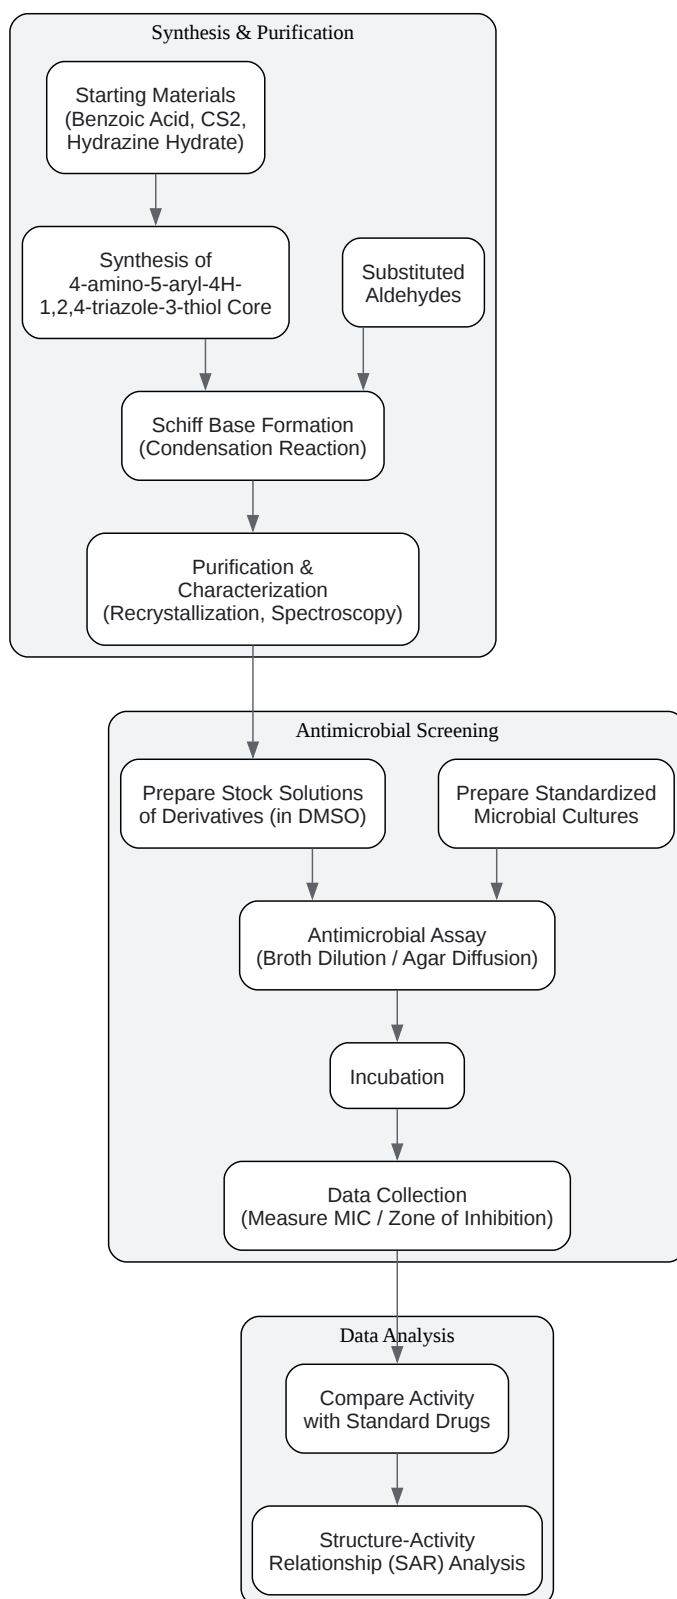 Synthesis & Purification
Starting Materials
(Benzoic Acid, CS2,
Hydrazine Hydrate)
Synthesis of
4-amino-5-aryl-4H-
1,2,4-triazole-3-thiol Core
Substituted
Aldehydes
Schiff Base Formation
(Condensation Reaction)
Purification &
Characterization
(Recrystallization, Spectroscopy)
Antimicrobial Screening
Prepare Stock Solutions
of Derivatives (in DMSO)
Prepare Standardized
Microbial Cultures
Antimicrobial Assay
(Broth Dilution / Agar Diffusion)
Incubation
Data Collection
(Measure MIC / Zone of Inhibition)
Data Analysis
Compare Activity
with Standard Drugs
Structure-Activity
Relationship (SAR) Analysis